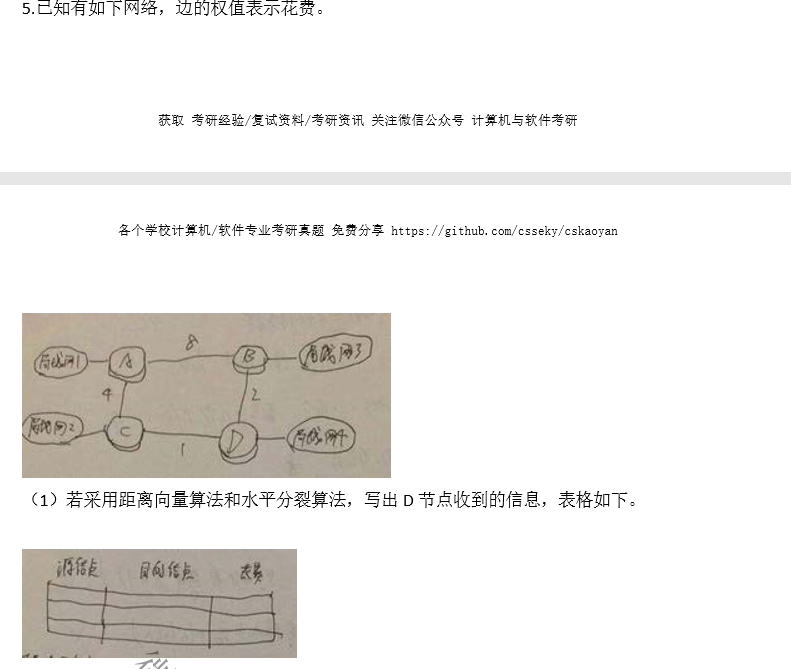 5.已知有如下网络，边的权值表示花费。
获取 考研经验/复试资料/考研资讯 关注微信公众号 计算机与软件考研
各个学校计算机/软件专业考研真题 免费分享 https://github.com/csseky/cskaoyan
局域网1 A 8 B 局域网3
4 2
局域网2 C 1 D 局域网4
（1）若采用距离向量算法和水平分裂算法，写出 D 节点收到的信息，表格如下。
源结点 目的结点 花费